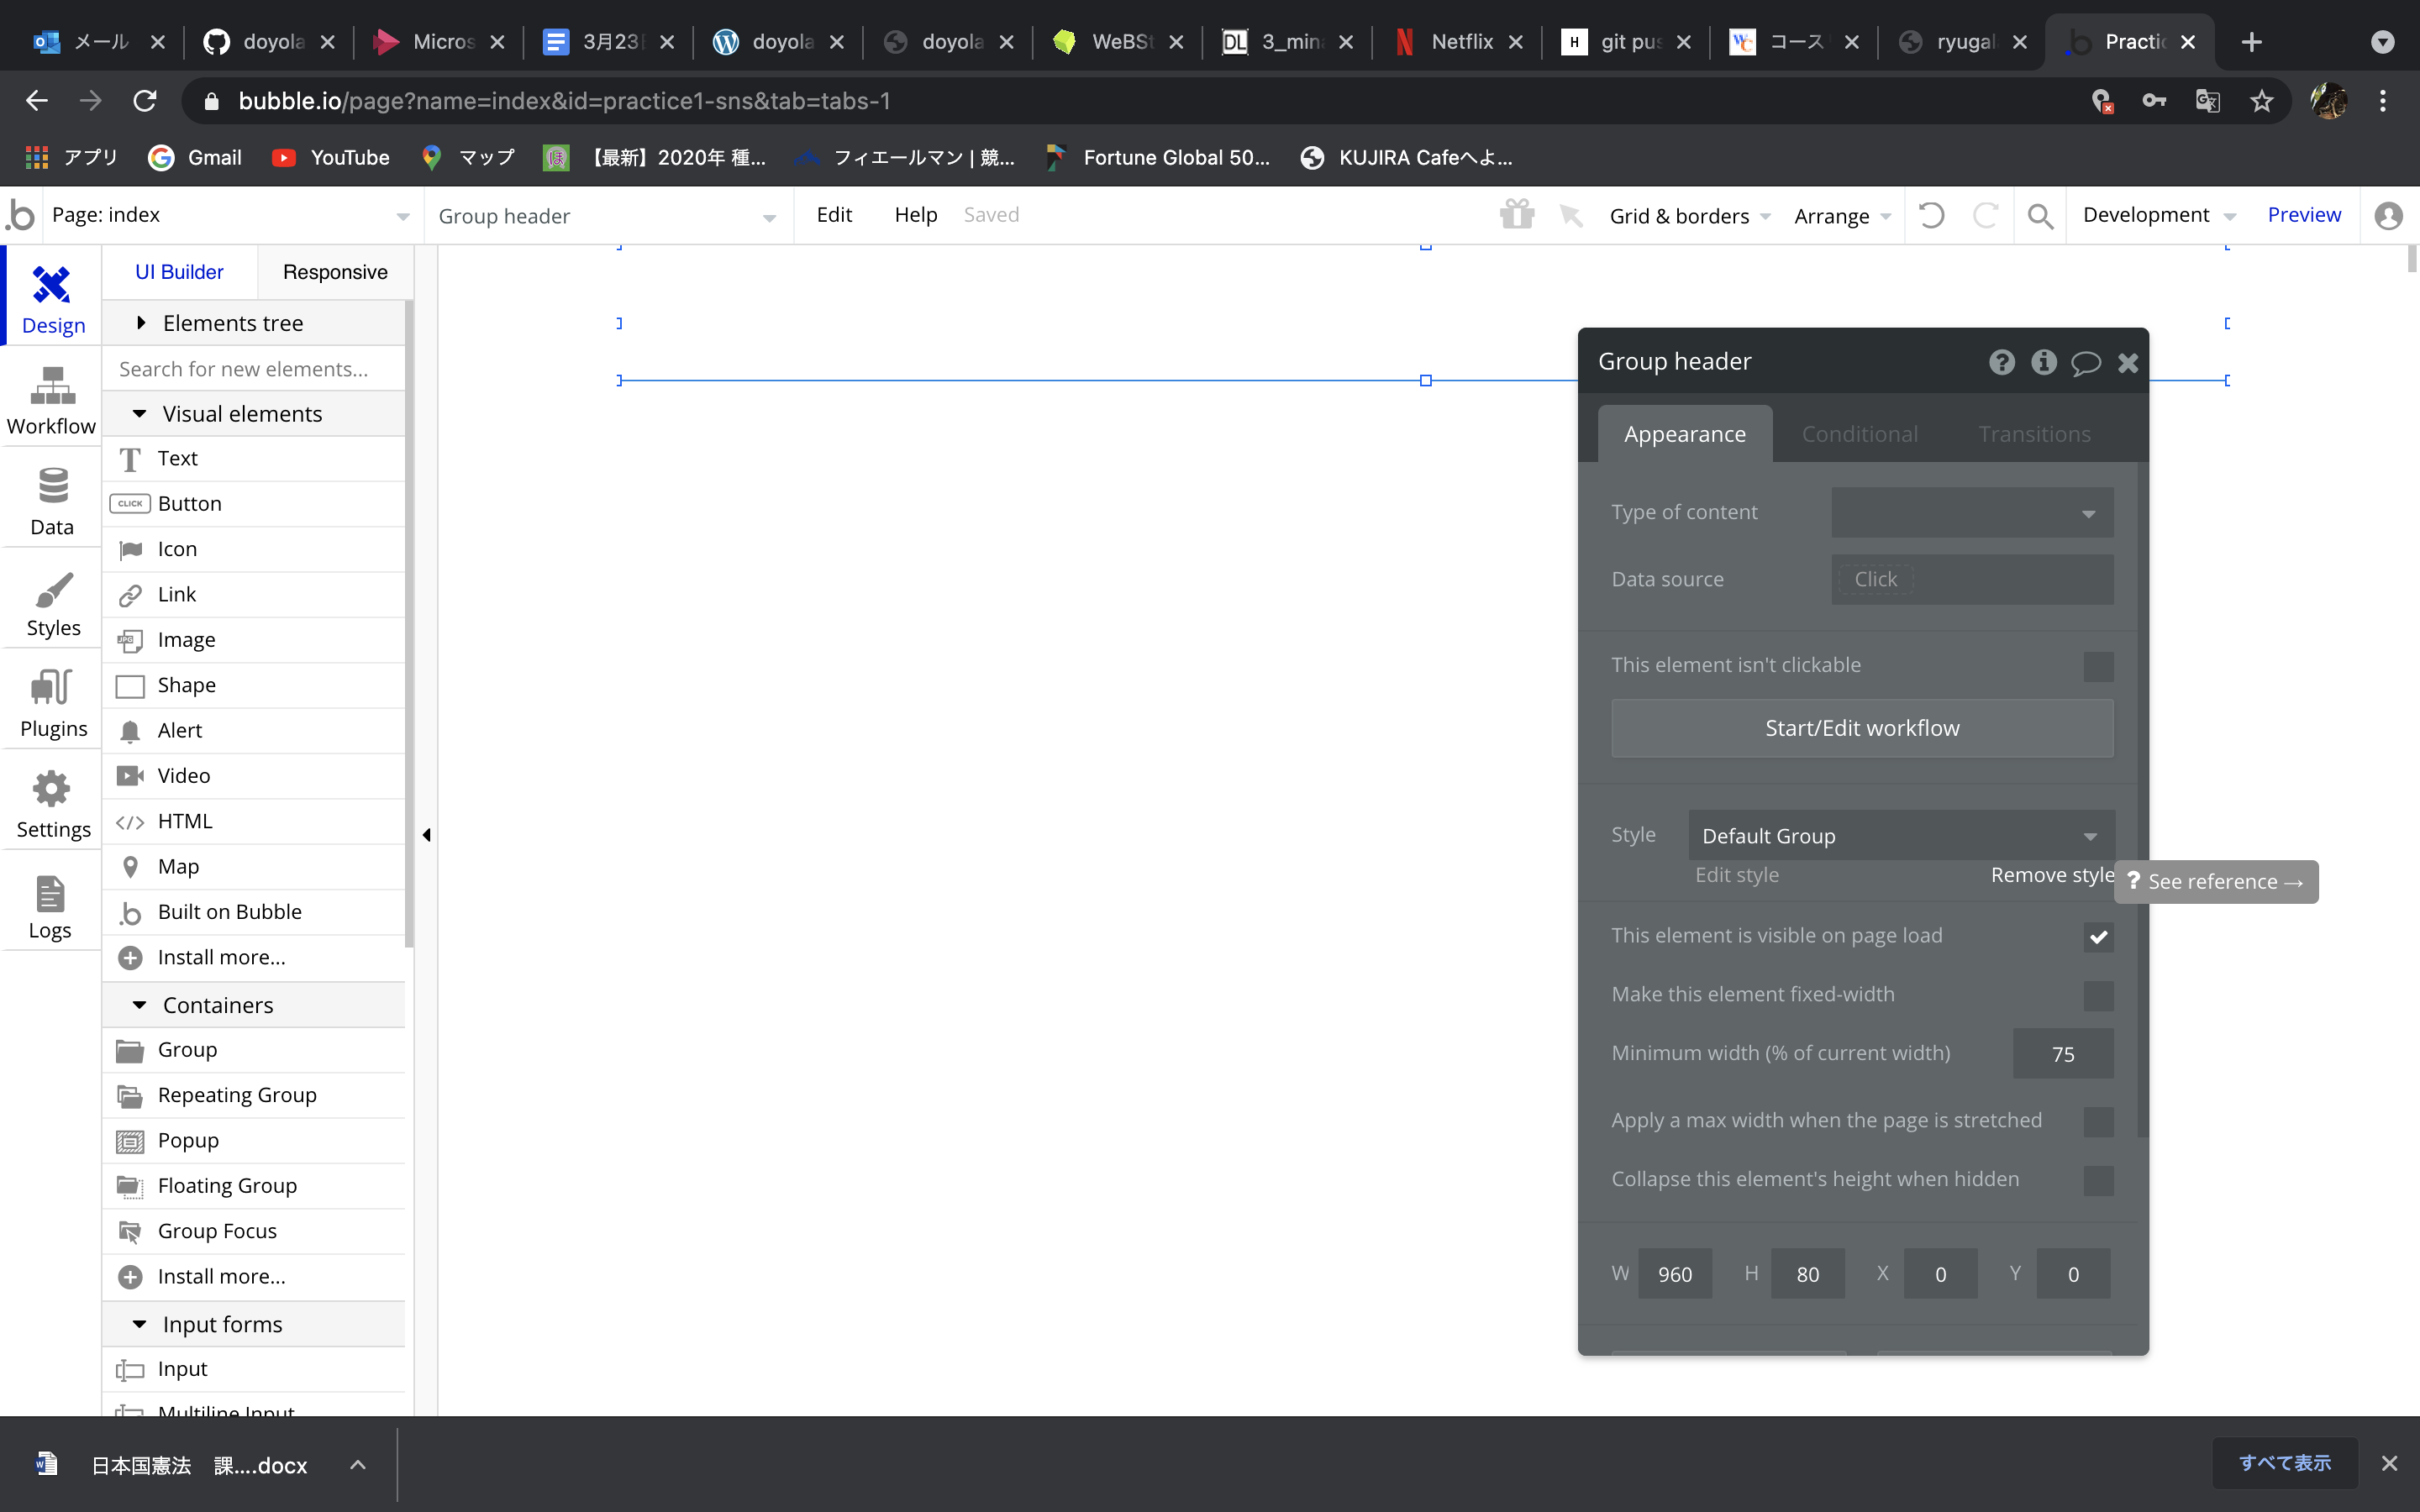 メール
doyola
Micros
3月23日
doyola
doyola
WeBSt
3_mina
Netflix
git pus
コース
ryugal
Practic
bubble.io/page?name=index&id=practice1-sns&tab=tabs-1
アプリ
Gmail
YouTube
マップ
【最新】2020年 種...
フィエールマン | 競...
Fortune Global 50...
KUJIRA Cafeへよ...
Page: index
Group header
Edit
Help
Saved
Grid & borders
Arrange
Development
Preview
Design
Workflow
Data
Styles
Plugins
Settings
Logs
UI Builder
Responsive
Elements tree
Search for new elements...
Visual elements
Text
CLICK Button
Icon
Link
Image
Shape
Alert
Video
HTML
Map
Built on Bubble
Install more...
Containers
Group
Repeating Group
Popup
Floating Group
Group Focus
Install more...
Input forms
Input
Multiline Input
Group header
Appearance
Conditional
Transitions
Type of content
Data source
Click
This element isn't clickable
Start/Edit workflow
Style
Default Group
Edit style
Remove style
? See reference →
This element is visible on page load
Make this element fixed-width
Minimum width (% of current width)
75
Apply a max width when the page is stretched
Collapse this element's height when hidden
W 960 H 80 X 0 Y 0
日本国憲法 課....docx
すべて表示